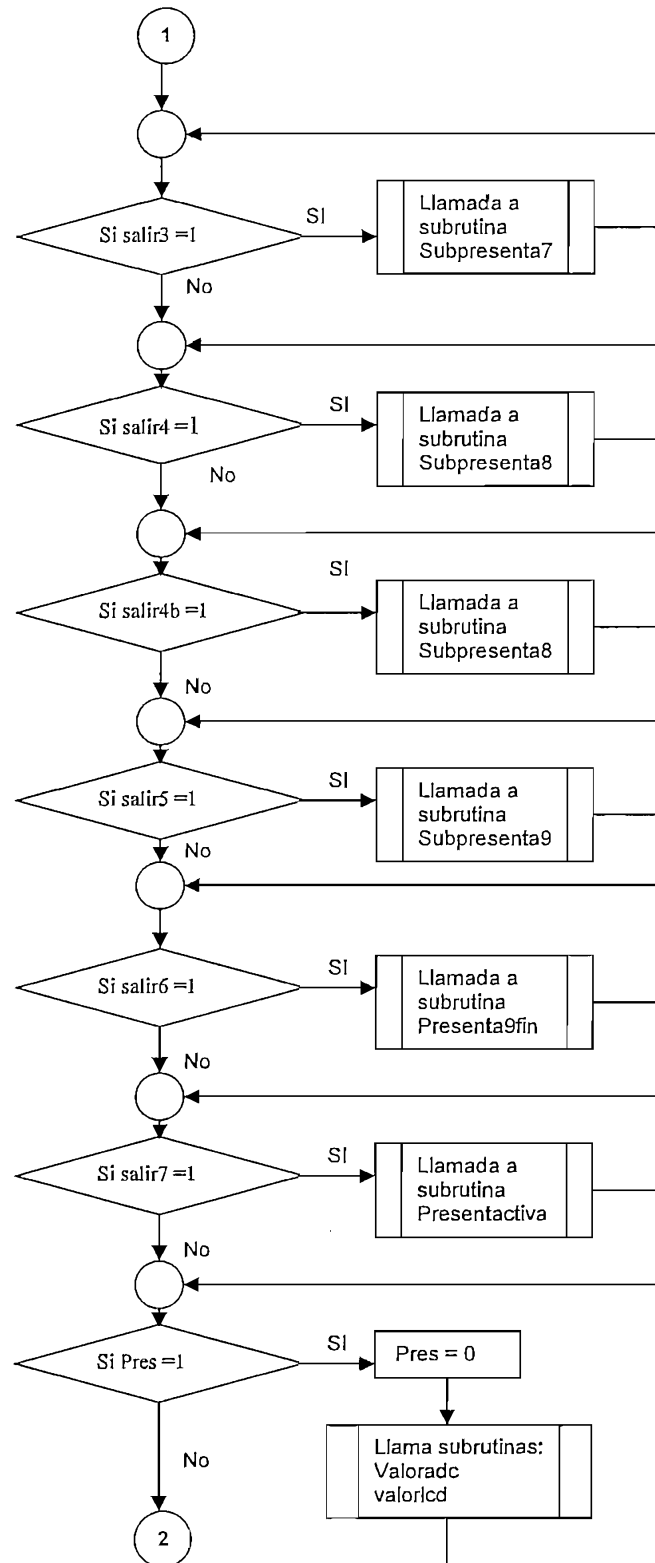 1
Si salir3 =1
SI
Llamada a
subrutina
Subpresenta7
No
Si salir4 =1
SI
Llamada a
subrutina
Subpresenta8
No
Si salir4b =1
SI
Llamada a
subrutina
Subpresenta8
No
Si salir5 =1
SI
Llamada a
subrutina
Subpresenta9
No
Si salir6 =1
SI
Llamada a
subrutina
Presenta9fin
No
Si salir7 =1
SI
Llamada a
subrutina
Presentactiva
No
Si Pres =1
SI
Pres = 0
No
Llama subrutinas:
Valoradc
valorlcd
2